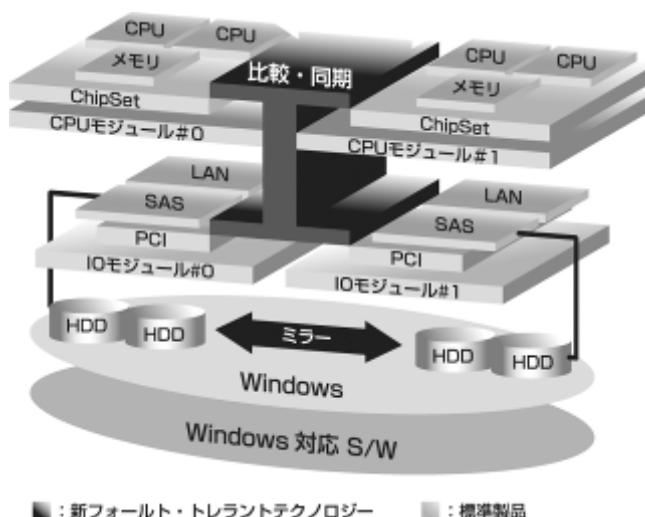 CPU
CPU
メモリ
ChipSet
CPUモジュール#0
比較・同期
CPU
CPU
メモリ
ChipSet
CPUモジュール#1
LAN
SAS
PCI
IOモジュール#0
LAN
SAS
PCI
IOモジュール#1
HDD
HDD
ミラー
HDD
HDD
Windows
Windows 対応 S/W
：新フォールト・トレラントテクノロジー
：標準製品